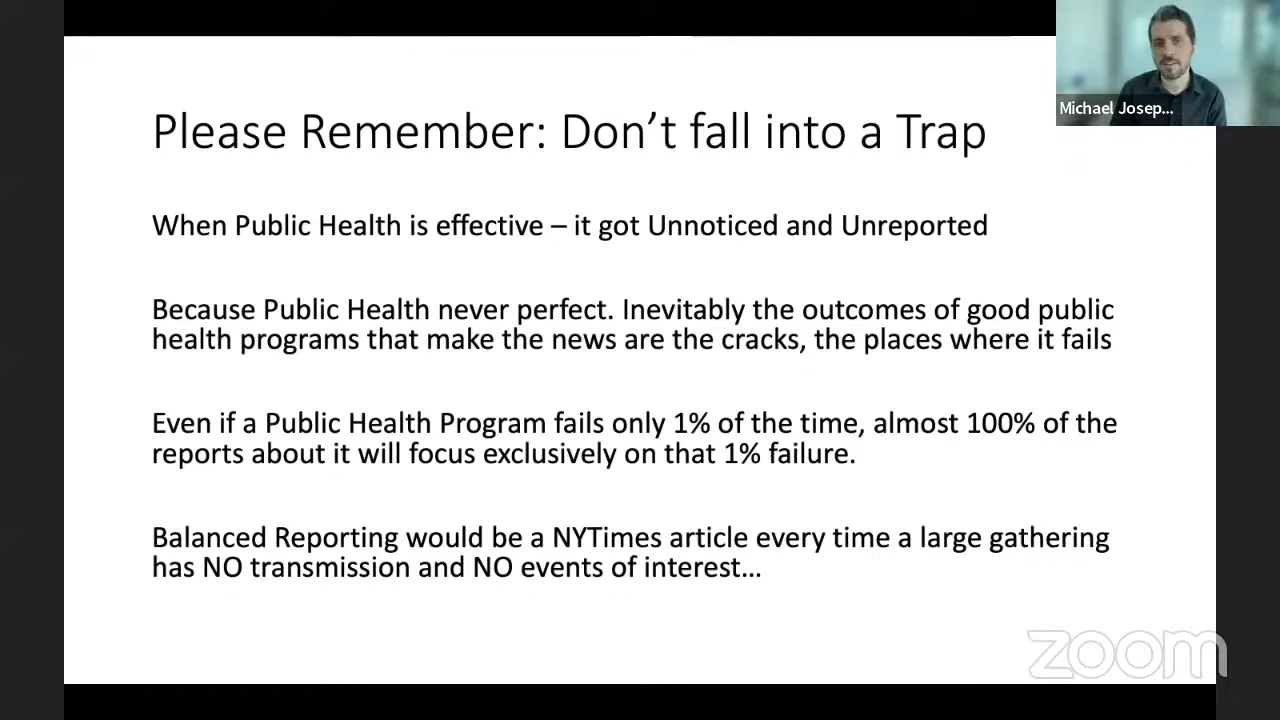 Please Remember: Don’t fall into a Trap
When Public Health is effective – it got Unnoticed and Unreported
Because Public Health never perfect. Inevitably the outcomes of good public
health programs that make the news are the cracks, the places where it fails
Even if a Public Health Program fails only 1% of the time, almost 100% of the
reports about it will focus exclusively on that 1% failure.
Balanced Reporting would be a NYTimes article every time a large gathering
has NO transmission and NO events of interest…
Michael Josep...
zoom